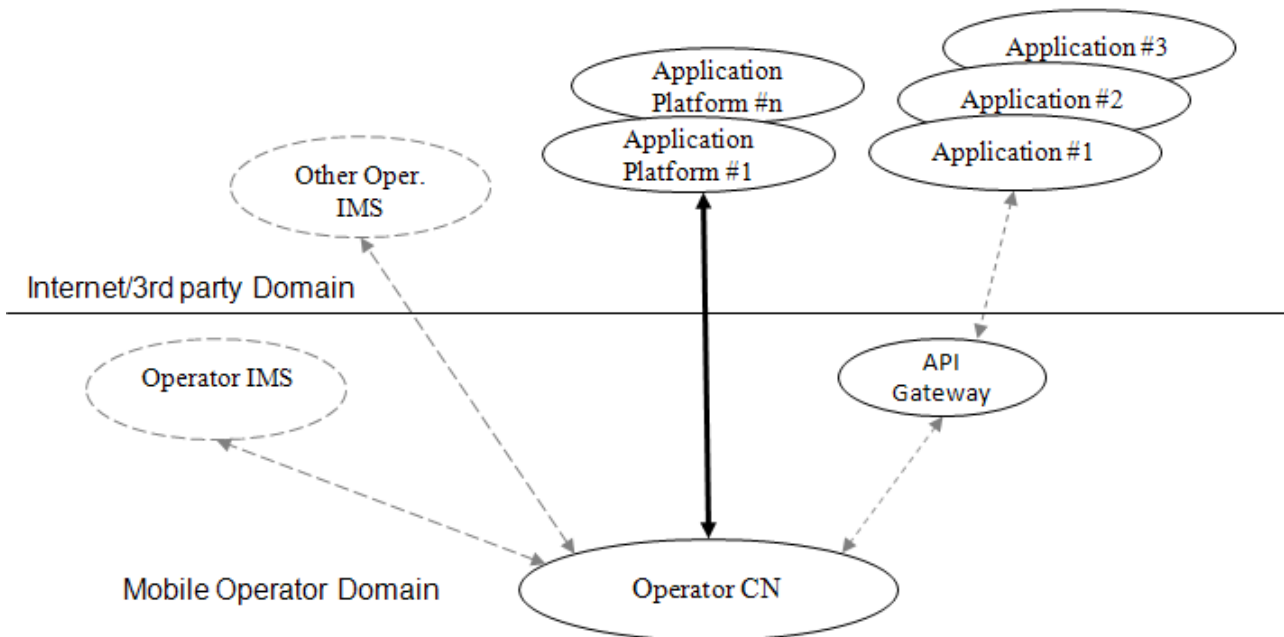 Application #3
Application
Platform #n
Application #2
Application
Platform #1
Application #1
Other Oper.
IMS
Internet/3rd party Domain
Operator IMS
API
Gateway
Mobile Operator Domain
Operator CN